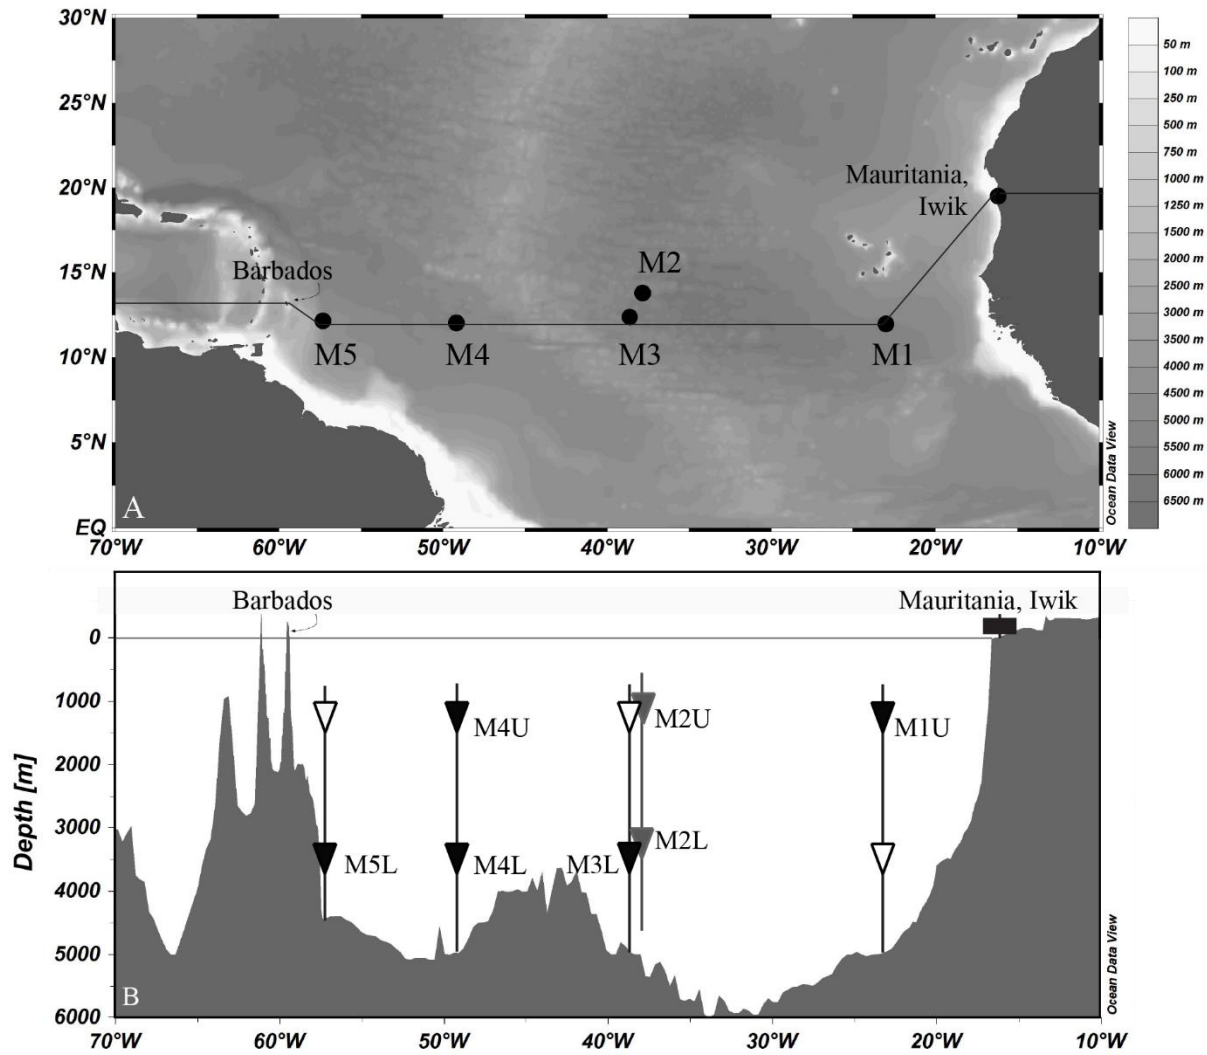 30°N
25°N
20°N
15°N
10°N
5°N
EQ
70°W
60°W
50°W
40°W
30°W
20°W
10°W
Mauritania,
Iwik
Barbados
M2
M5
M4
M3
M1
A
Ocean Data View
50 m
100 m
250 m
500 m
750 m
1000 m
1250 m
1500 m
2000 m
2500 m
3000 m
3500 m
4000 m
4500 m
5000 m
5500 m
6000 m
6500 m
Barbados
Mauritania, Iwik
Depth [m]
0
1000
2000
3000
4000
5000
6000
M4U
M2U
M1U
M5L
M4L
M3L
M2L
B
Ocean Data View
70°W
60°W
50°W
40°W
30°W
20°W
10°W